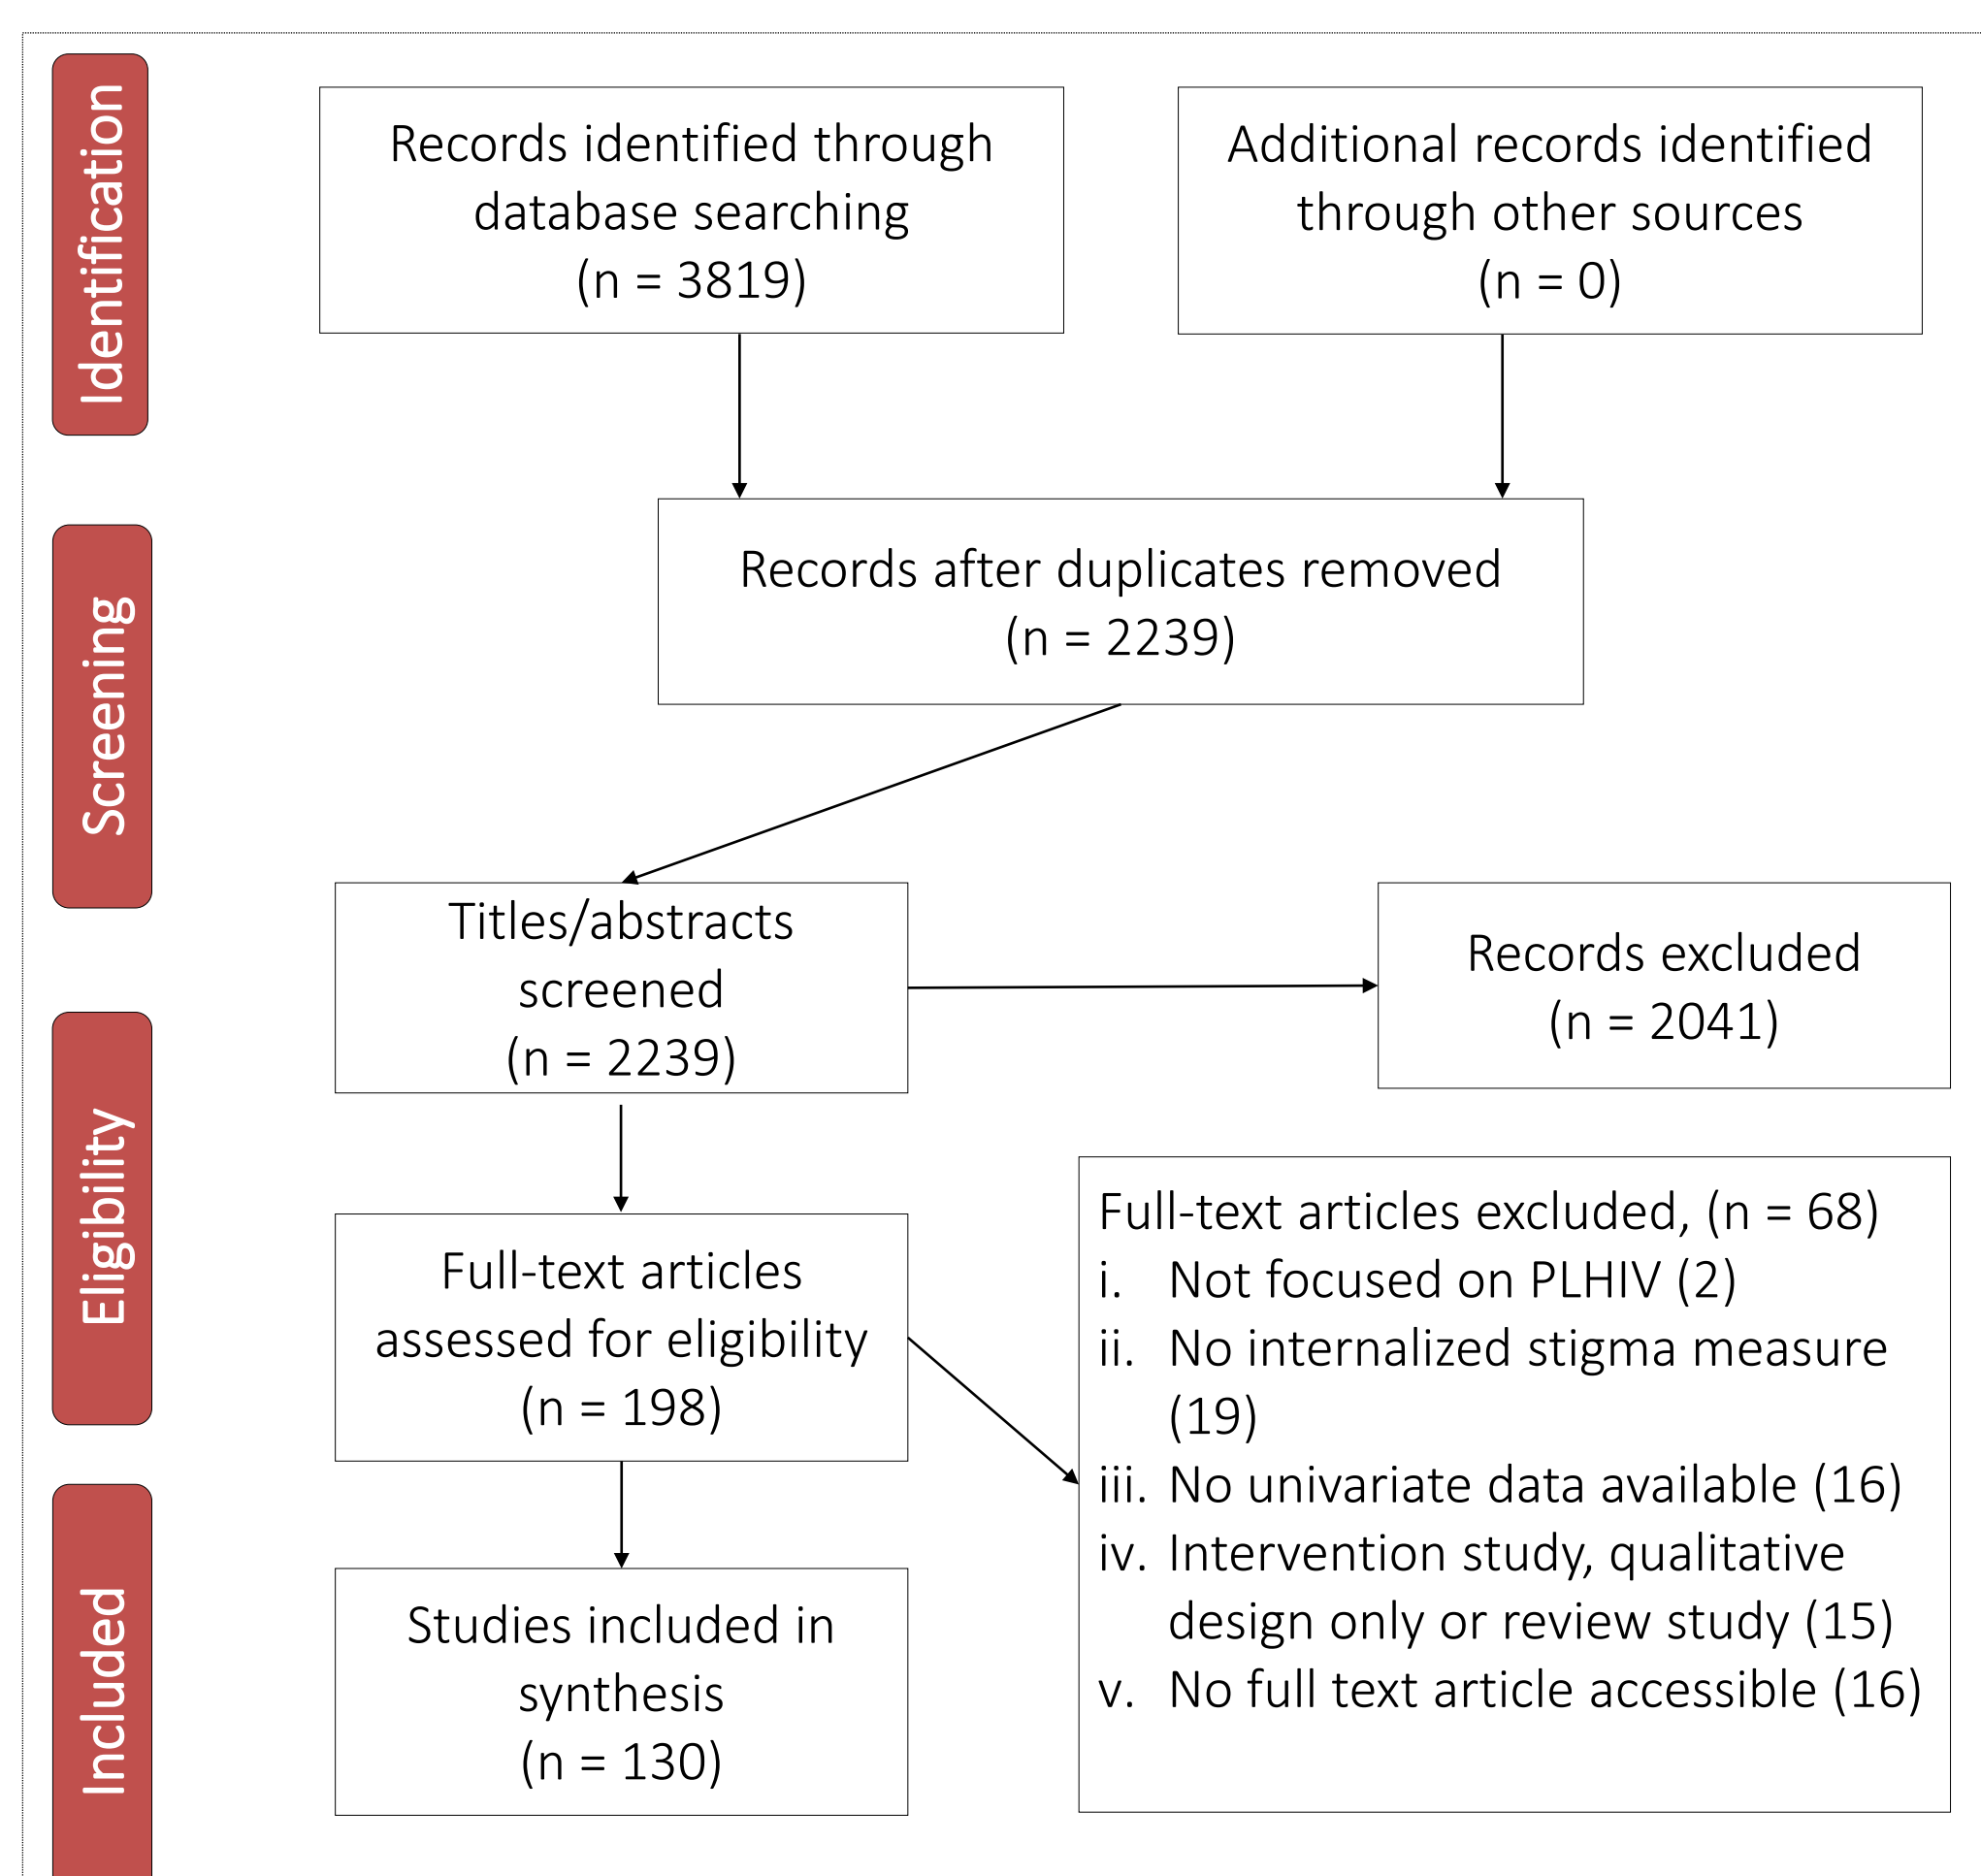 Identification
Records identified through
database searching
(n = 3819)
Additional records identified
through other sources
(n = 0)
Screening
Records after duplicates removed
(n = 2239)
Titles/abstracts
screened
(n = 2239)
Records excluded
(n = 2041)
Eligibility
Full-text articles
assessed for eligibility
(n = 198)
Full-text articles excluded, (n = 68)
i. Not focused on PLHIV (2)
ii. No internalized stigma measure
(19)
iii. No univariate data available (16)
iv. Intervention study, qualitative
design only or review study (15)
v. No full text article accessible (16)
Included
Studies included in
synthesis
(n = 130)